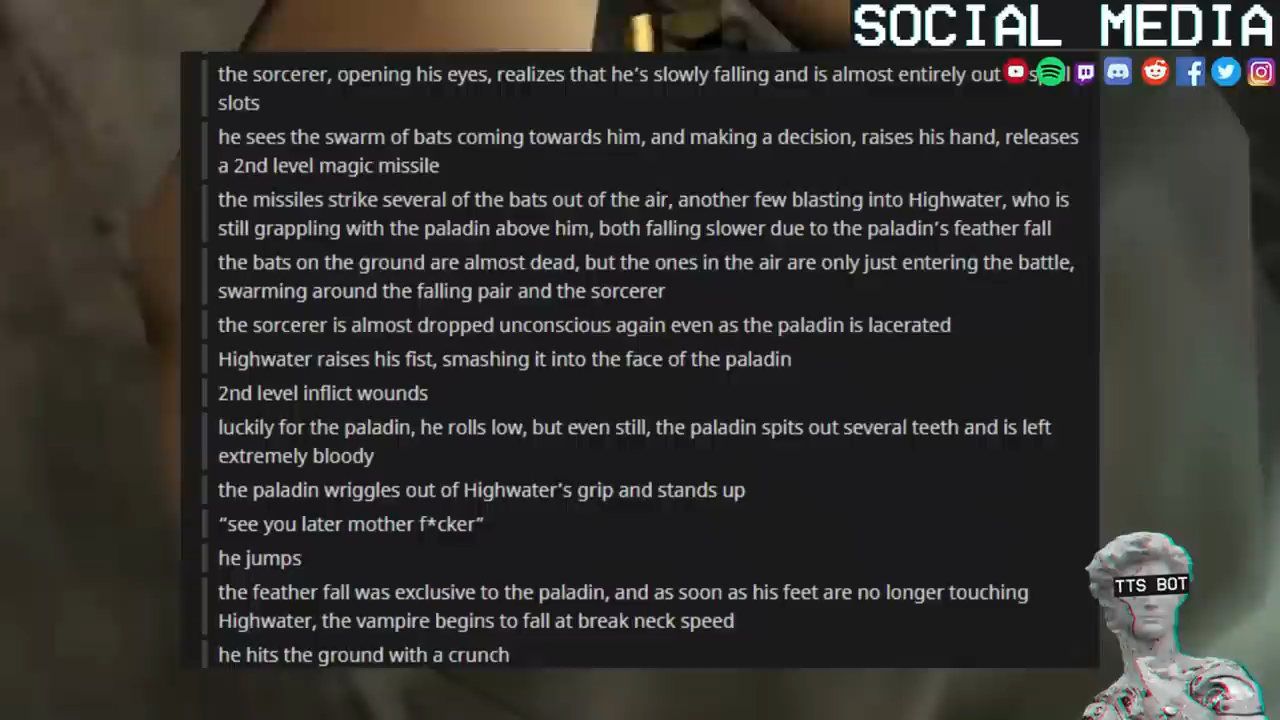 SOCIAL MEDIA
the sorcerer, opening his eyes, realizes that he's slowly falling and is almost entirely out
slots
he sees the swarm of bats coming towards him, and making a decision, raises his hand, releases
a 2nd level magic missile
the missiles strike several of the bats out of the air, another few blasting into Highwater, who is
still grappling with the paladin above him, both falling slower due to the paladin's feather fall
the bats on the ground are almost dead, but the ones in the air are only just entering the battle,
swarming around the falling pair and the sorcerer
the sorcerer is almost dropped unconscious again even as the paladin is lacerated
Highwater raises his fist, smashing it into the face of the paladin
2nd level inflict wounds
luckily for the paladin, he rolls low, but even still, the paladin spits out several teeth and is left
extremely bloody
the paladin wriggles out of Highwater's grip and stands up
“see you later mother f*cker”
he jumps
the feather fall was exclusive to the paladin, and as soon as his feet are no longer touching
Highwater, the vampire begins to fall at break neck speed
he hits the ground with a crunch
TTS BOT